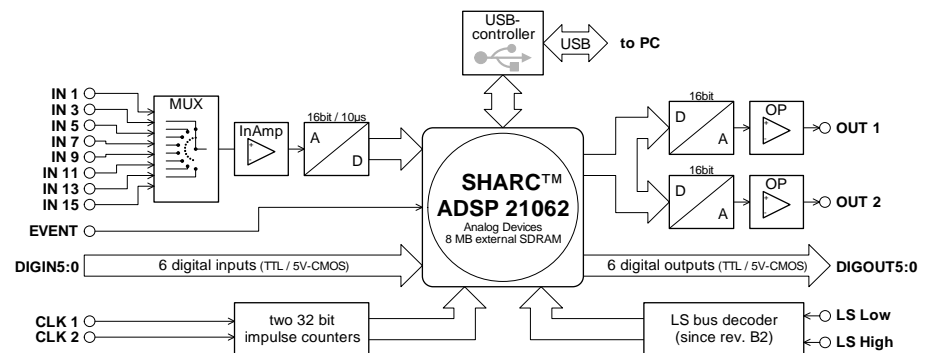 USB-
controller
USB
to PC
IN 1
IN 3
IN 5
IN 7
IN 9
IN 11
IN 13
IN 15
MUX
InAmp
+
-
16bit / 10µs
A
D
SHARC™
ADSP 21062
Analog Devices
8 MB external SDRAM
16bit
D
A
OP
+
-
OUT 1
16bit
D
A
OP
+
-
OUT 2
EVENT
DIGIN5:0
6 digital inputs (TTL / 5V-CMOS)
6 digital outputs (TTL / 5V-CMOS)
DIGOUT5:0
CLK 1
CLK 2
two 32 bit
impulse counters
LS bus decoder
(since rev. B2)
LS Low
LS High